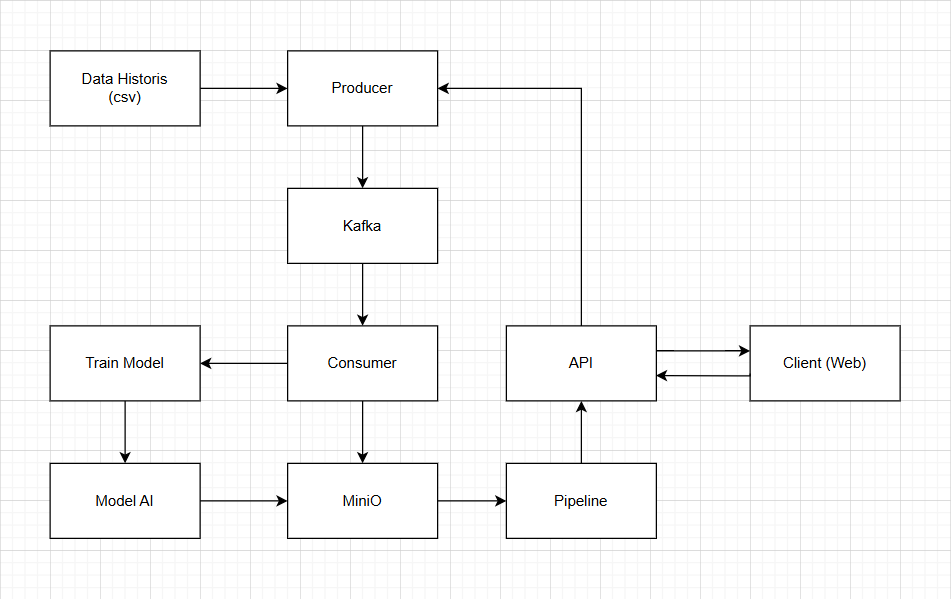 Data Historis
(csv)
Producer
Kafka
Train Model
Consumer
API
Client (Web)
Model AI
MiniO
Pipeline